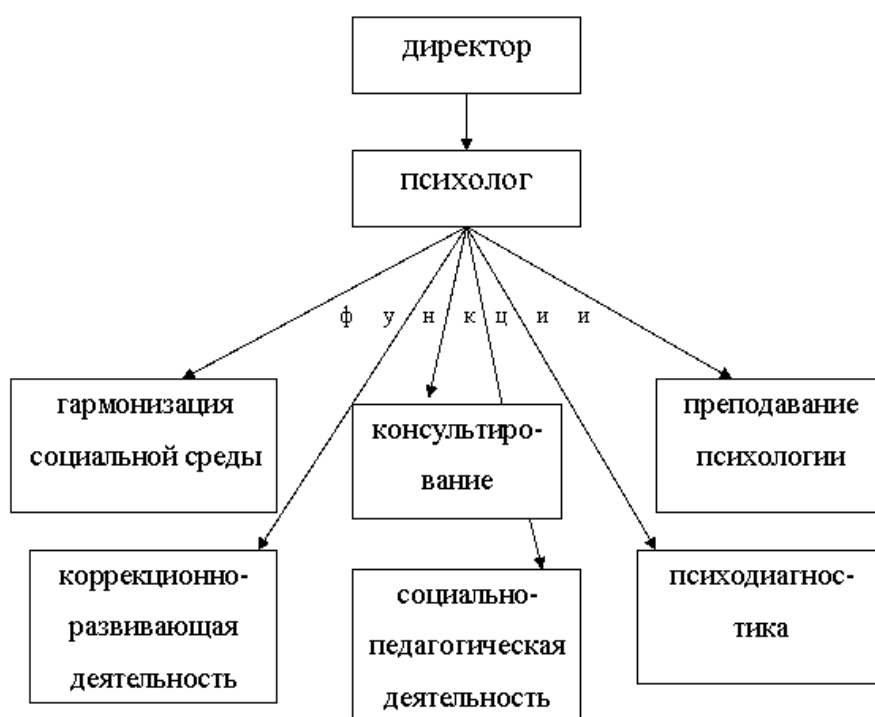 директор
психолог
ф у н к ц и и
гармонизация
социальной среды
консультиро-
вание
преподавание
психологии
коррекционно-
развивающая
деятельность
социально-
педагогическая
деятельность
психодиагнос-
тика